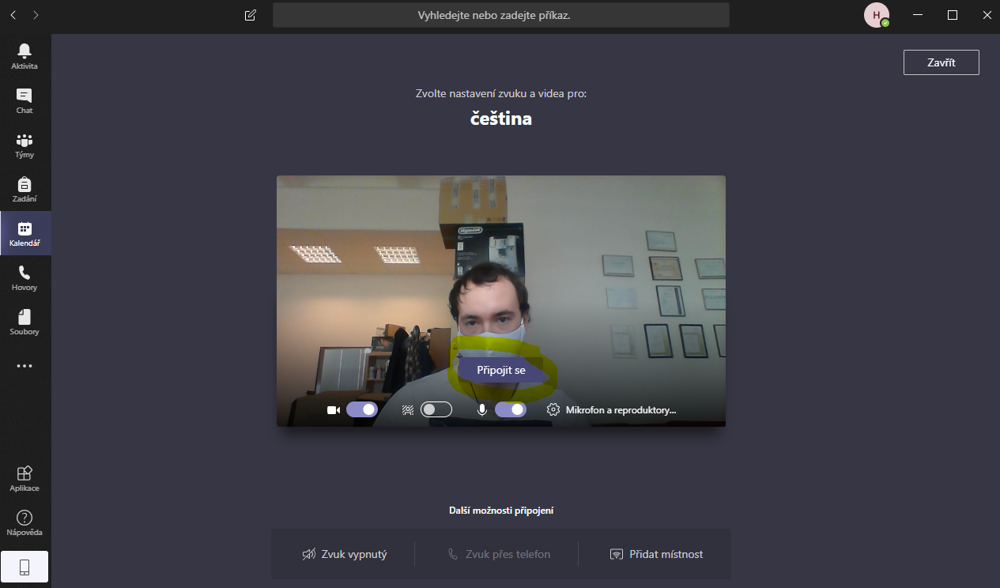 Vyhledejte nebo zadejte příkaz.
H
Aktivita
Chat
Týmy
Zadání
Kalendář
Hovory
Soubory
Aplikace
Nápověda
Zavřít
Zvolte nastavení zvuku a videa pro:
čeština
Připojit se
Mikrofon a reproduktory...
Další možnosti připojení
Zvuk vypnutý
Zvuk přes telefon
Přidat místnost